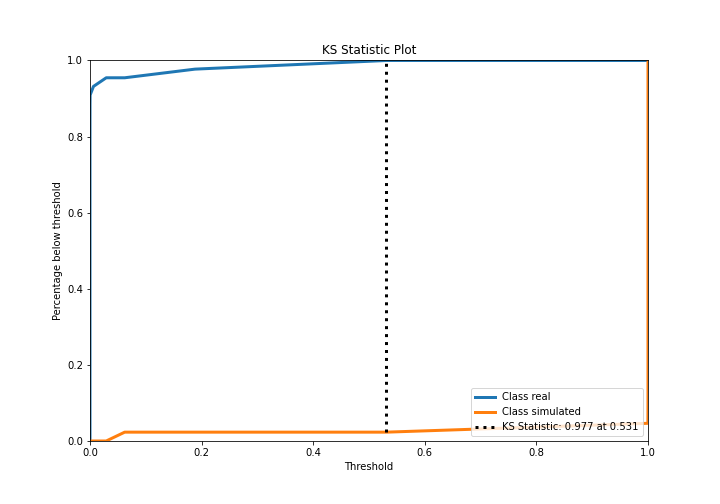 KS Statistic Plot
Percentage below threshold
1.0
0.8
0.6
0.4
0.2
0.0
Class real
Class simulated
KS Statistic: 0.977 at 0.531
0.0 0.2 0.4 0.6 0.8 1.0
Threshold